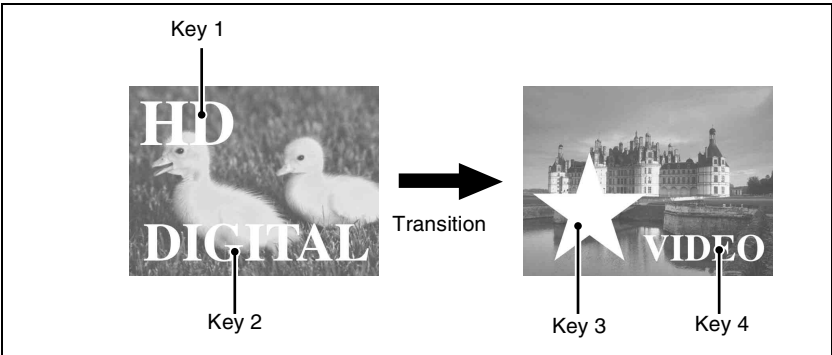 Key 1
HD
DIGITAL
Key 2
Transition
VIDEO
Key 3
Key 4